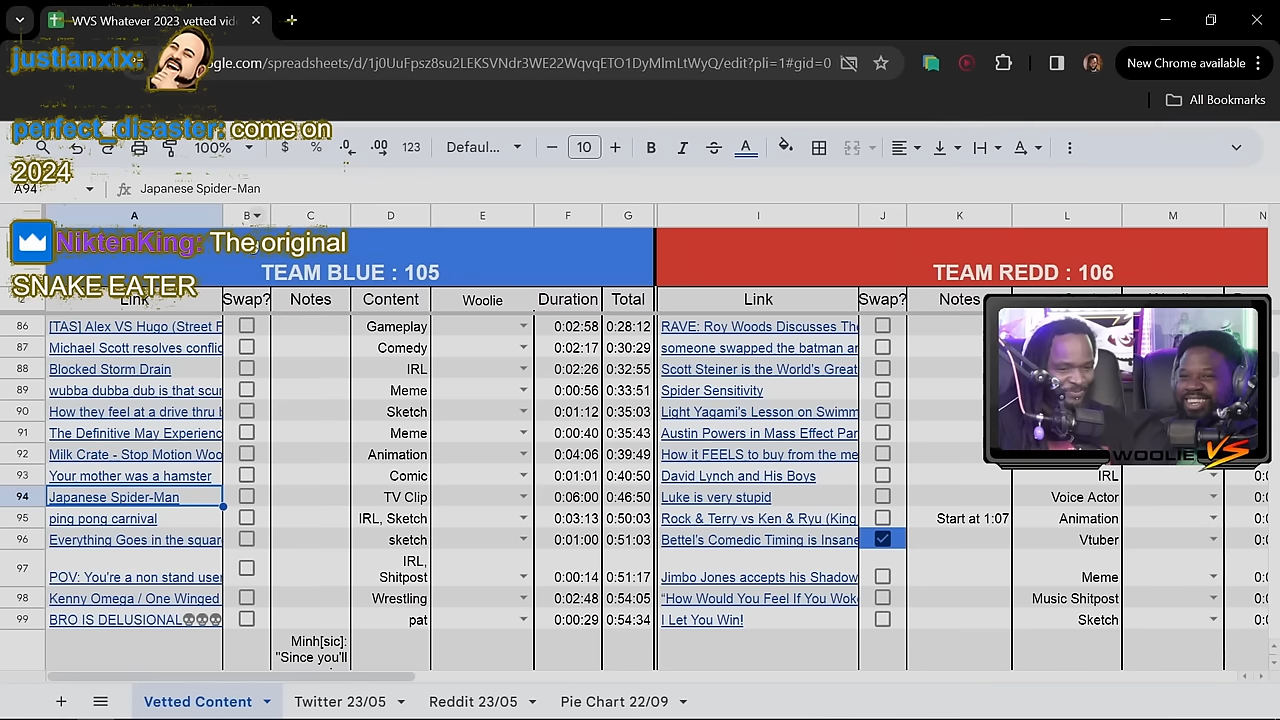 WVS Whatever 2023 vetted vid
justianxix:
ogle.com/spreadsheets/d/1j0UuFpsz8su2LEKSVNdr3WE22WqvqETO1DyMlmLtWyQ/edit?pli=1#gid=0
New Chrome available
All Bookmarks
perfect_disaster: come on
2024
100%
$ % .0 .00 123
Defaul...
10
B I
A94
fx Japanese Spider-Man
A B C D E F G I J K L M N
NiktenKing: The original
SNAKE EATER
TEAM BLUE : 105 TEAM REDD : 106
Link Swap? Notes Content Woolie Duration Total Link Swap? Notes
86 [TAS] Alex VS Hugo (Street F Gameplay 0:02:58 0:28:12 RAVE: Roy Woods Discusses The
87 Michael Scott resolves conflic Comedy 0:02:17 0:30:29 someone swapped the batman ar
88 Blocked Storm Drain IRL 0:02:26 0:32:55 Scott Steiner is the World's Great
89 wubba dubba dub is that scur Meme 0:00:56 0:33:51 Spider Sensitivity
90 How they feel at a drive thru b Sketch 0:01:12 0:35:03 Light Yagami's Lesson on Swimm
91 The Definitive May Experienc Meme 0:00:40 0:35:43 Austin Powers in Mass Effect Par
92 Milk Crate - Stop Motion Woo Animation 0:04:06 0:39:49 How it FEELS to buy from the me
WOOLIE VS
93 Your mother was a hamster Comic 0:01:01 0:40:50 David Lynch and His Boys IRL 0:0
94 Japanese Spider-Man TV Clip 0:06:00 0:46:50 Luke is very stupid Voice Actor 0:0
95 ping pong carnival IRL, Sketch 0:03:13 0:50:03 Rock & Terry vs Ken & Ryu (King Start at 1:07 Animation 0:0
96 Everything Goes in the squar sketch 0:01:00 0:51:03 Bettel's Comedic Timing is Insane Vtuber 0:0
IRL,
97 POV: You're a non stand user Shitpost 0:00:14 0:51:17 Jimbo Jones accepts his Shadow Meme 0:0
98 Kenny Omega / One Winged Wrestling 0:02:48 0:54:05 “How Would You Feel If You Wok Music Shitpost 0:0
99 BRO IS DELUSIONAL💀💀💀 pat 0:00:29 0:54:34 I Let You Win! Sketch 0:0
Minh[sic]:
"Since you'll
Vetted Content Twitter 23/05 Reddit 23/05 Pie Chart 22/09